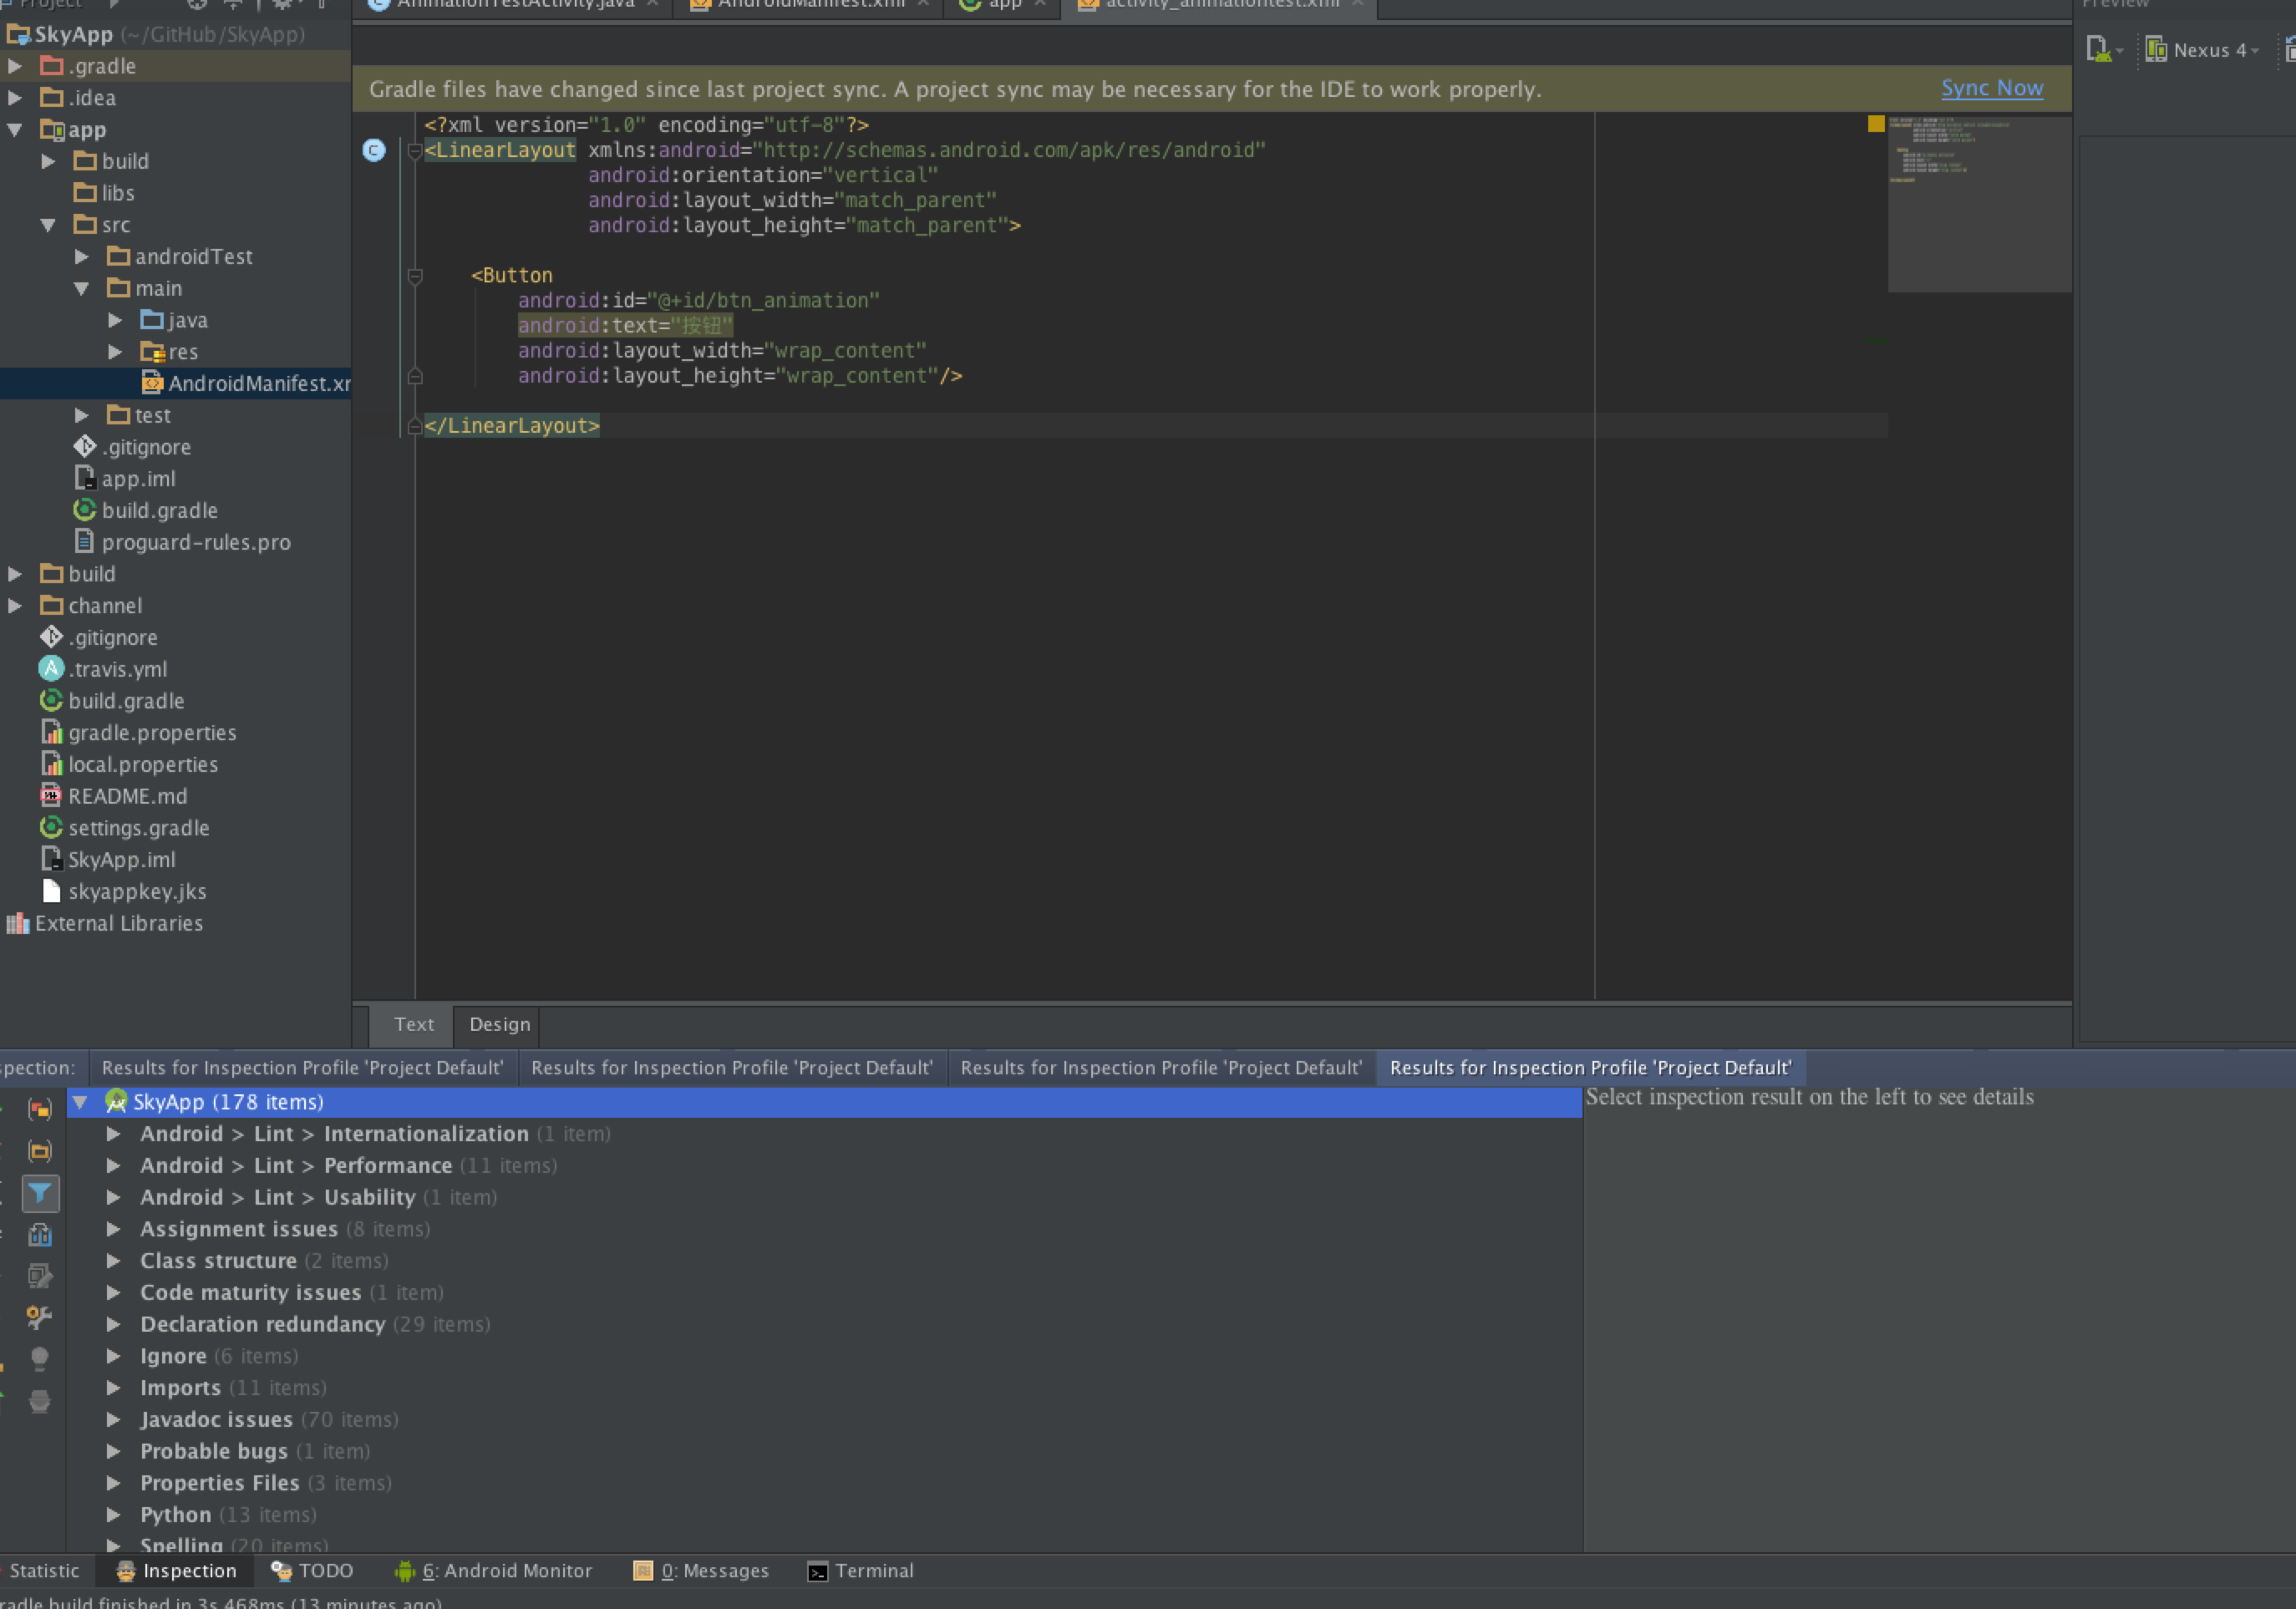 Project
AnimationTestActivity.java
AndroidManifest.xml
app
activity_animationtest.xml
Preview
SkyApp (~/GitHub/SkyApp)
.gradle
.idea
app
build
libs
src
androidTest
main
java
res
AndroidManifest.xr
test
.gitignore
app.iml
build.gradle
proguard-rules.pro
build
channel
.gitignore
.travis.yml
build.gradle
gradle.properties
local.properties
README.md
settings.gradle
SkyApp.iml
skyappkey.jks
External Libraries
Nexus 4
Gradle files have changed since last project sync. A project sync may be necessary for the IDE to work properly.
Sync Now
<?xml version="1.0" encoding="utf-8"?>
<LinearLayout xmlns:android="http://schemas.android.com/apk/res/android"
android:orientation="vertical"
android:layout_width="match_parent"
android:layout_height="match_parent">
<Button
android:id="@+id/btn_animation"
android:text="按钮"
android:layout_width="wrap_content"
android:layout_height="wrap_content"/>
</LinearLayout>
Text
Design
spection:
Results for Inspection Profile 'Project Default'
Results for Inspection Profile 'Project Default'
Results for Inspection Profile 'Project Default'
Results for Inspection Profile 'Project Default'
SkyApp (178 items)
Android > Lint > Internationalization (1 item)
Android > Lint > Performance (11 items)
Android > Lint > Usability (1 item)
Assignment issues (8 items)
Class structure (2 items)
Code maturity issues (1 item)
Declaration redundancy (29 items)
Ignore (6 items)
Imports (11 items)
Javadoc issues (70 items)
Probable bugs (1 item)
Properties Files (3 items)
Python (13 items)
Spelling (20 items)
Select inspection result on the left to see details
Statistic
Inspection
TODO
6: Android Monitor
0: Messages
Terminal
radle build finished in 3s 468ms (13 minutes ago)